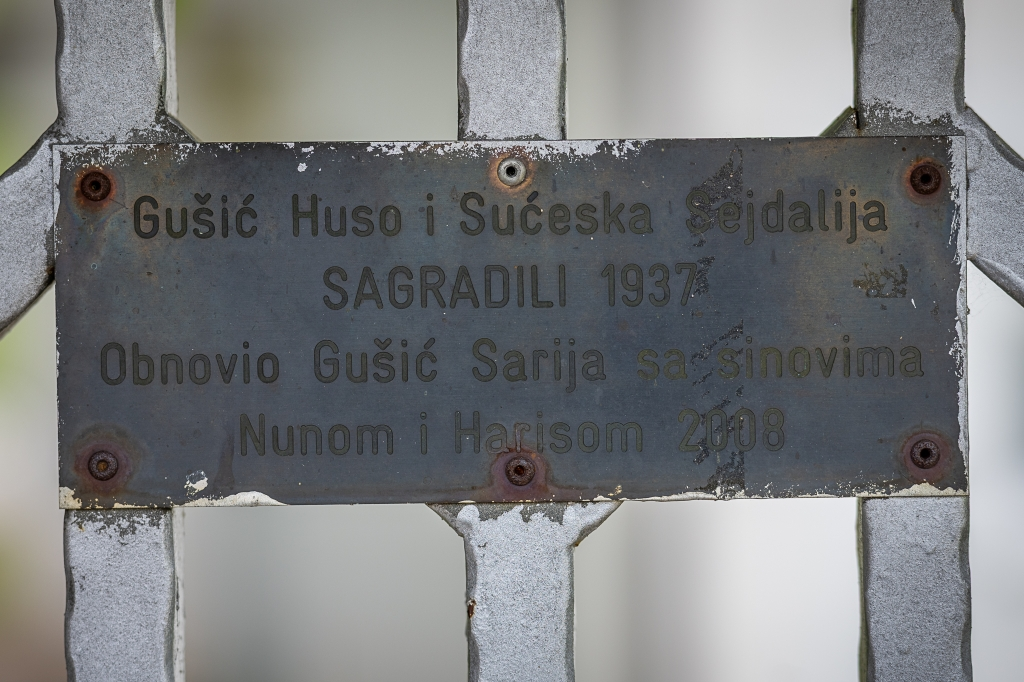 Gušić Huso i Sućeska Sejdalija
SAGRADILI 1937
Obnovio Gušić Sarija sa sinovima
Nunom i Harisom 2008